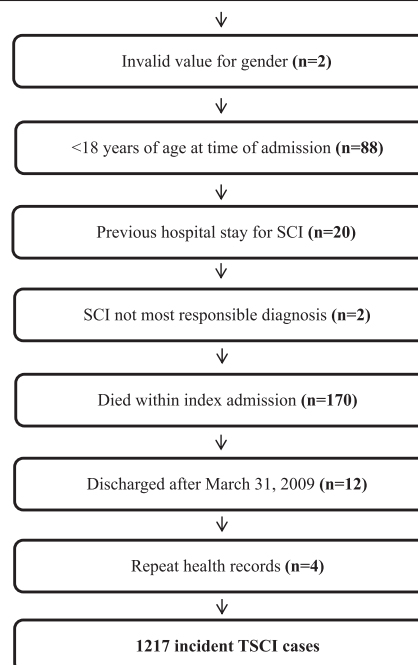 Invalid value for gender (n=2)
<18 years of age at time of admission (n=88)
Previous hospital stay for SCI (n=20)
SCI not most responsible diagnosis (n=2)
Died within index admission (n=170)
Discharged after March 31, 2009 (n=12)
Repeat health records (n=4)
1217 incident TSCI cases